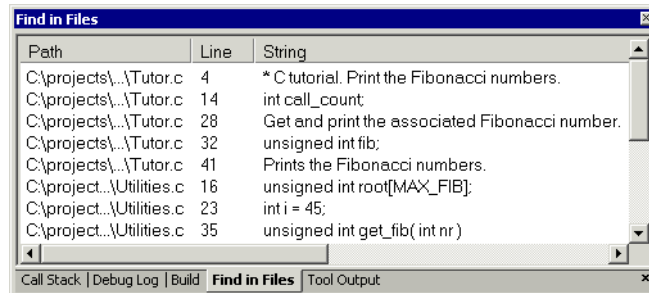 Find in Files
Path Line String
C:\projects\...\Tutor.c 4 * C tutorial. Print the Fibonacci numbers.
C:\projects\...\Tutor.c 14 int call_count;
C:\projects\...\Tutor.c 28 Get and print the associated Fibonacci number.
C:\projects\...\Tutor.c 32 unsigned int fib;
C:\projects\...\Tutor.c 41 Prints the Fibonacci numbers.
C:\project...\Utilities.c 16 unsigned int root[MAX_FIB];
C:\project...\Utilities.c 23 int i = 45;
C:\project...\Utilities.c 35 unsigned int get_fib( int nr )
Call Stack | Debug Log | Build | Find in Files | Tool Output